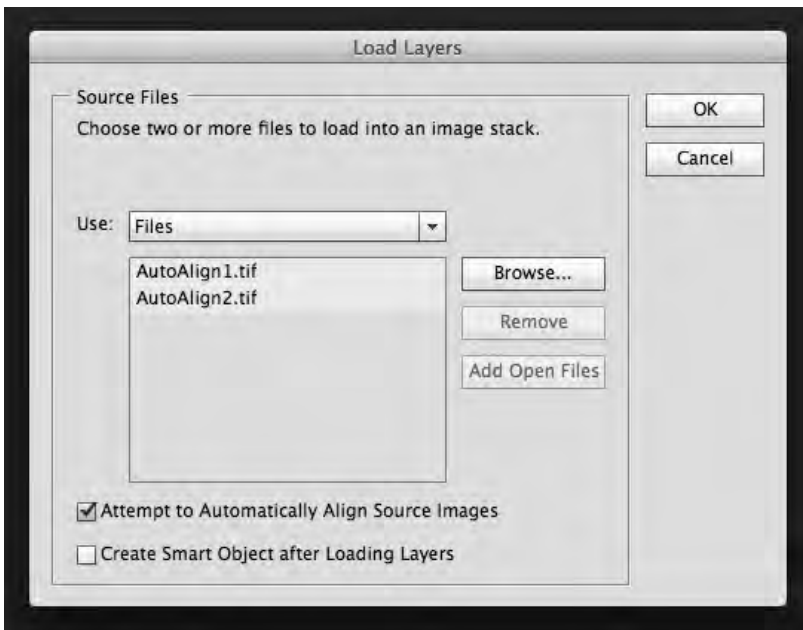 Load Layers
Source Files
Choose two or more files to load into an image stack.
OK
Cancel
Use: Files
AutoAlign1.tif
AutoAlign2.tif
Browse...
Remove
Add Open Files
Attempt to Automatically Align Source Images
Create Smart Object after Loading Layers